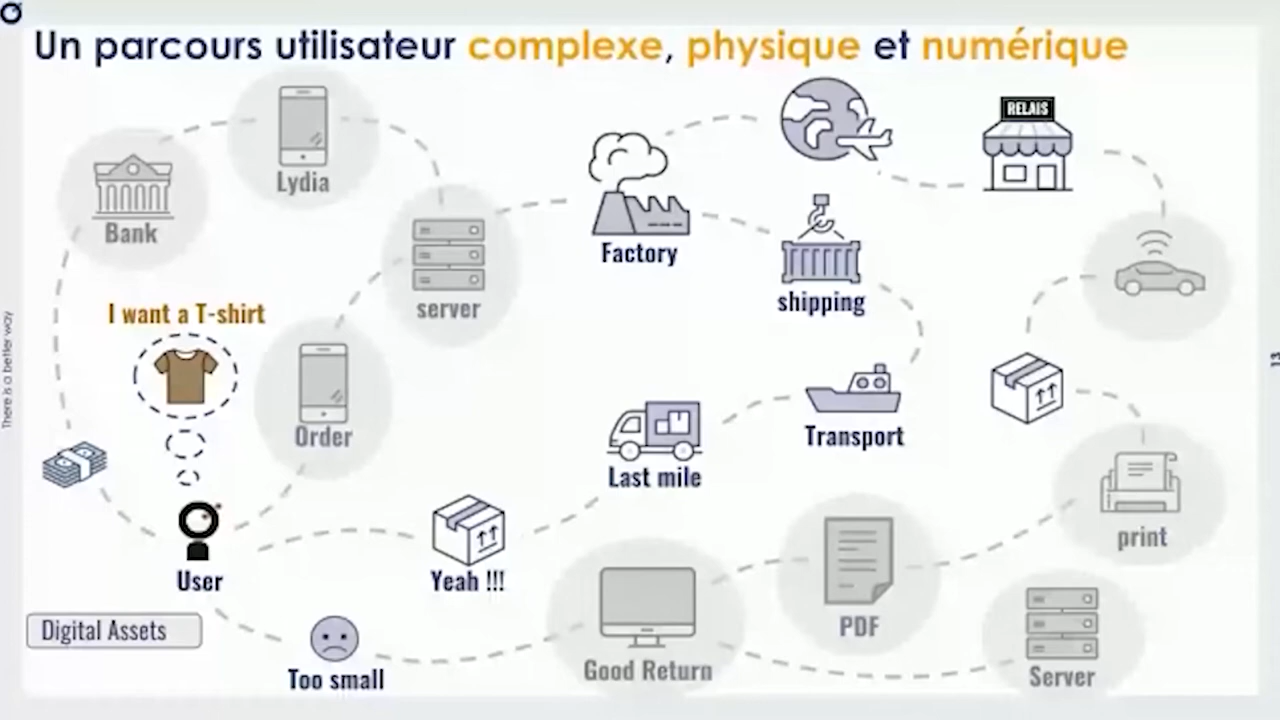 Un parcours utilisateur complexe, physique et numérique
RELAIS
Lydia
Bank
Factory
server
shipping
I want a T-shirt
Order
Transport
Last mile
print
User
Yeah !!!
PDF
Digital Assets
Good Return
Server
Too small
There is a better way
13